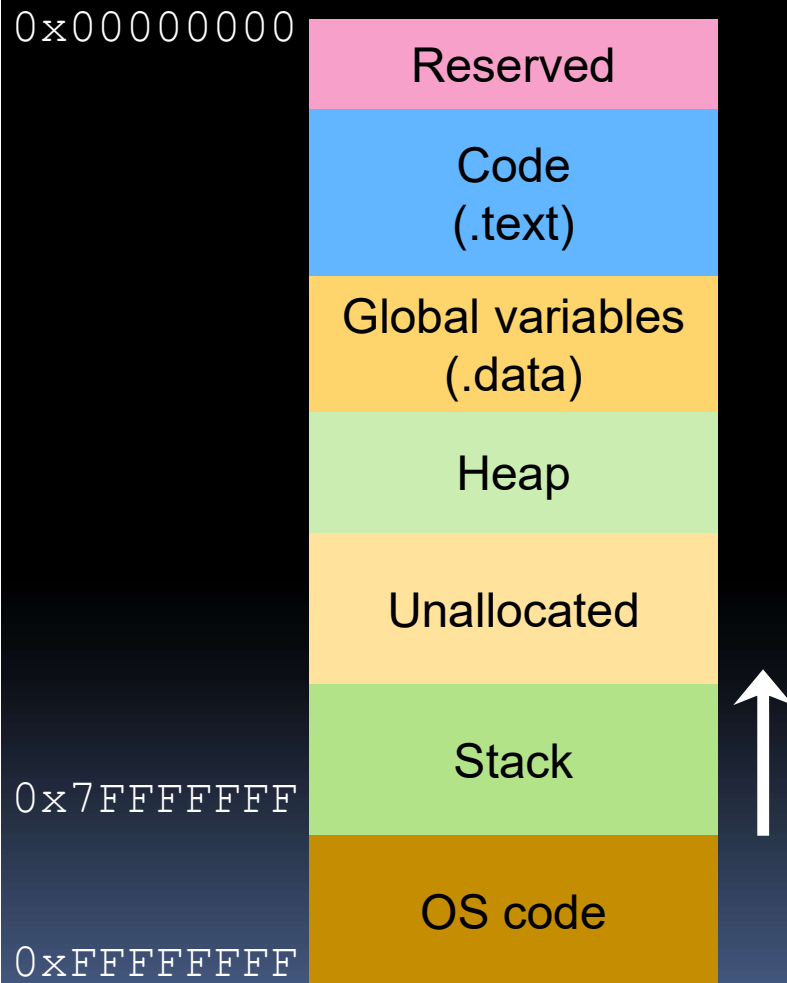 0x00000000
Reserved
Code
(.text)
Global variables
(.data)
Heap
Unallocated
Stack
0x7FFFFFFF
OS code
0xFFFFFFFF